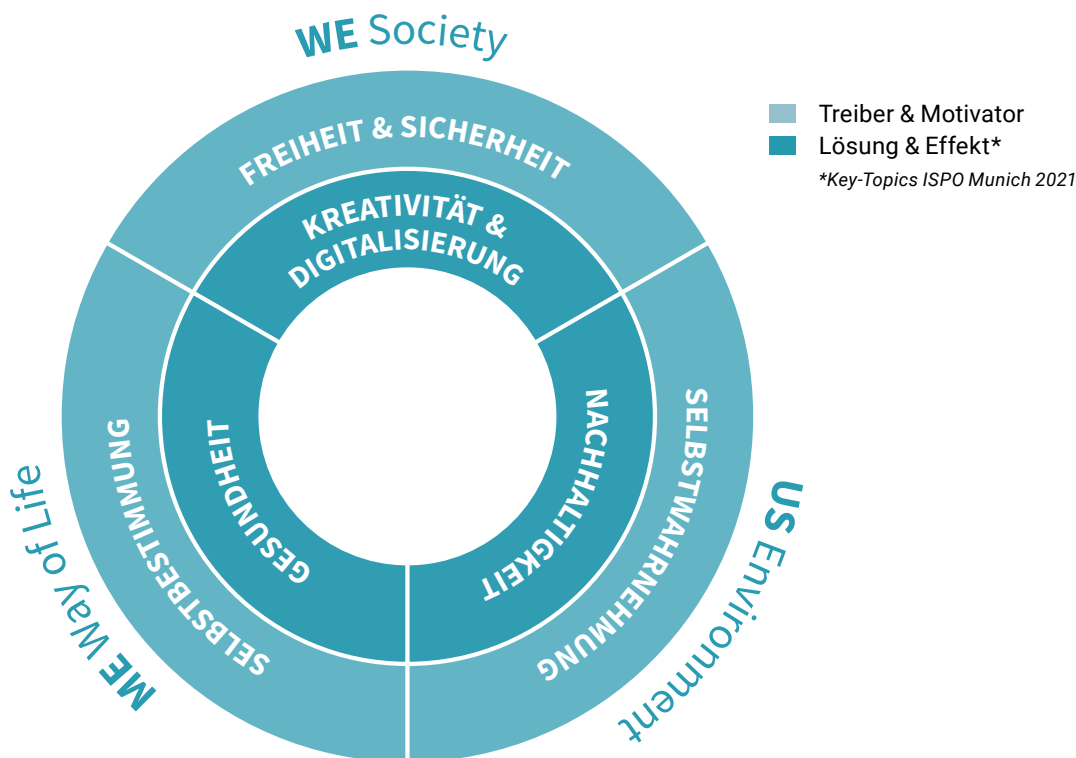 WE Society
FREIHEIT & SICHERHEIT
KREATIVITÄT &
DIGITALISIERUNG
Treiber & Motivator
Lösung & Effekt*
*Key-Topics ISPO Munich 2021
ME Way of Life
SELBSTBESTIMMUNG
GESUNDHEIT
NACHHALTIGKEIT
SELBSTWAHRNEHMUNG
US Environment